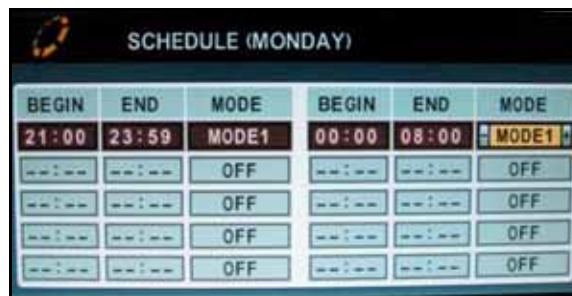 SCHEDULE (MONDAY)
BEGIN END MODE BEGIN END MODE
21:00 23:59 MODE1 00:00 08:00 MODE1
--:-- --:-- OFF --:-- --:-- OFF
--:-- --:-- OFF --:-- --:-- OFF
--:-- --:-- OFF --:-- --:-- OFF
--:-- --:-- OFF --:-- --:-- OFF